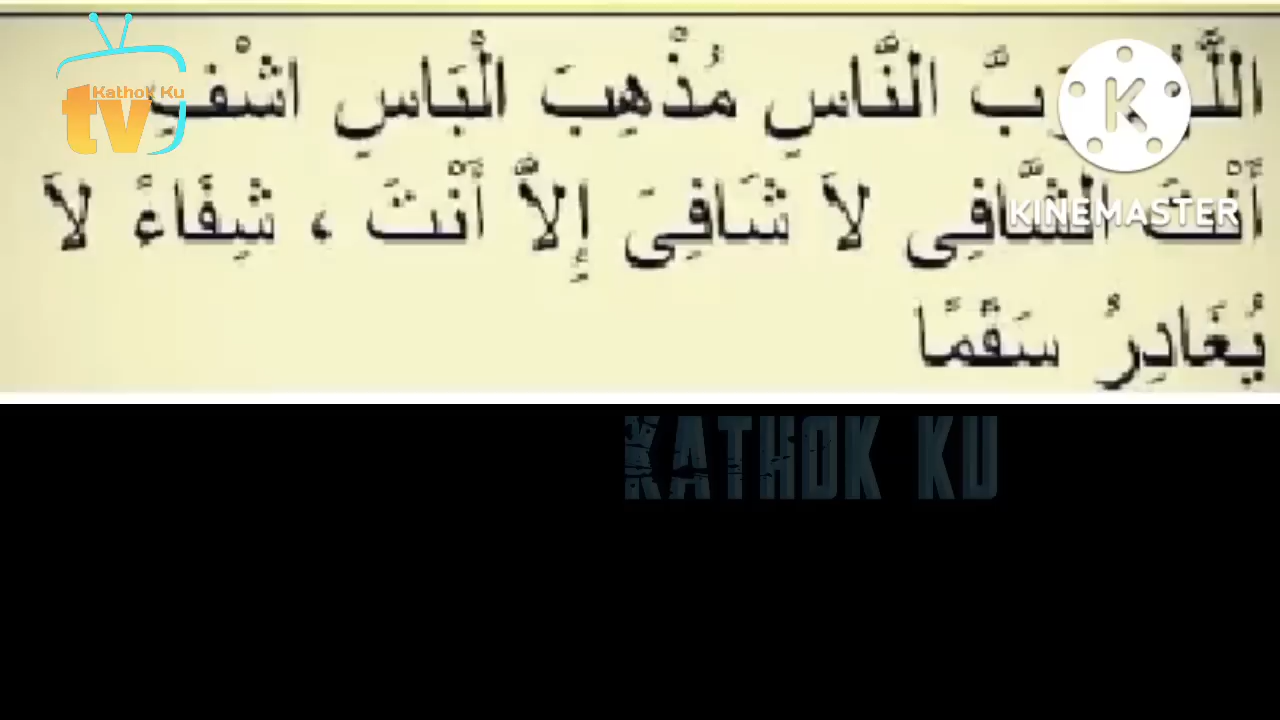 اللَّهُمَّ رَبَّ النَّاسِ مُذْهِبَ الْبَاسِ اشْفِ
أَنْتَ الشَّافِى لاَ شَافِىَ إِلاَّ أَنْتَ ، شِفَاءً لاَ
يُغَادِرُ سَقَمًا
Kathok Ku
tv
KINEMASTER
KATHOK KU